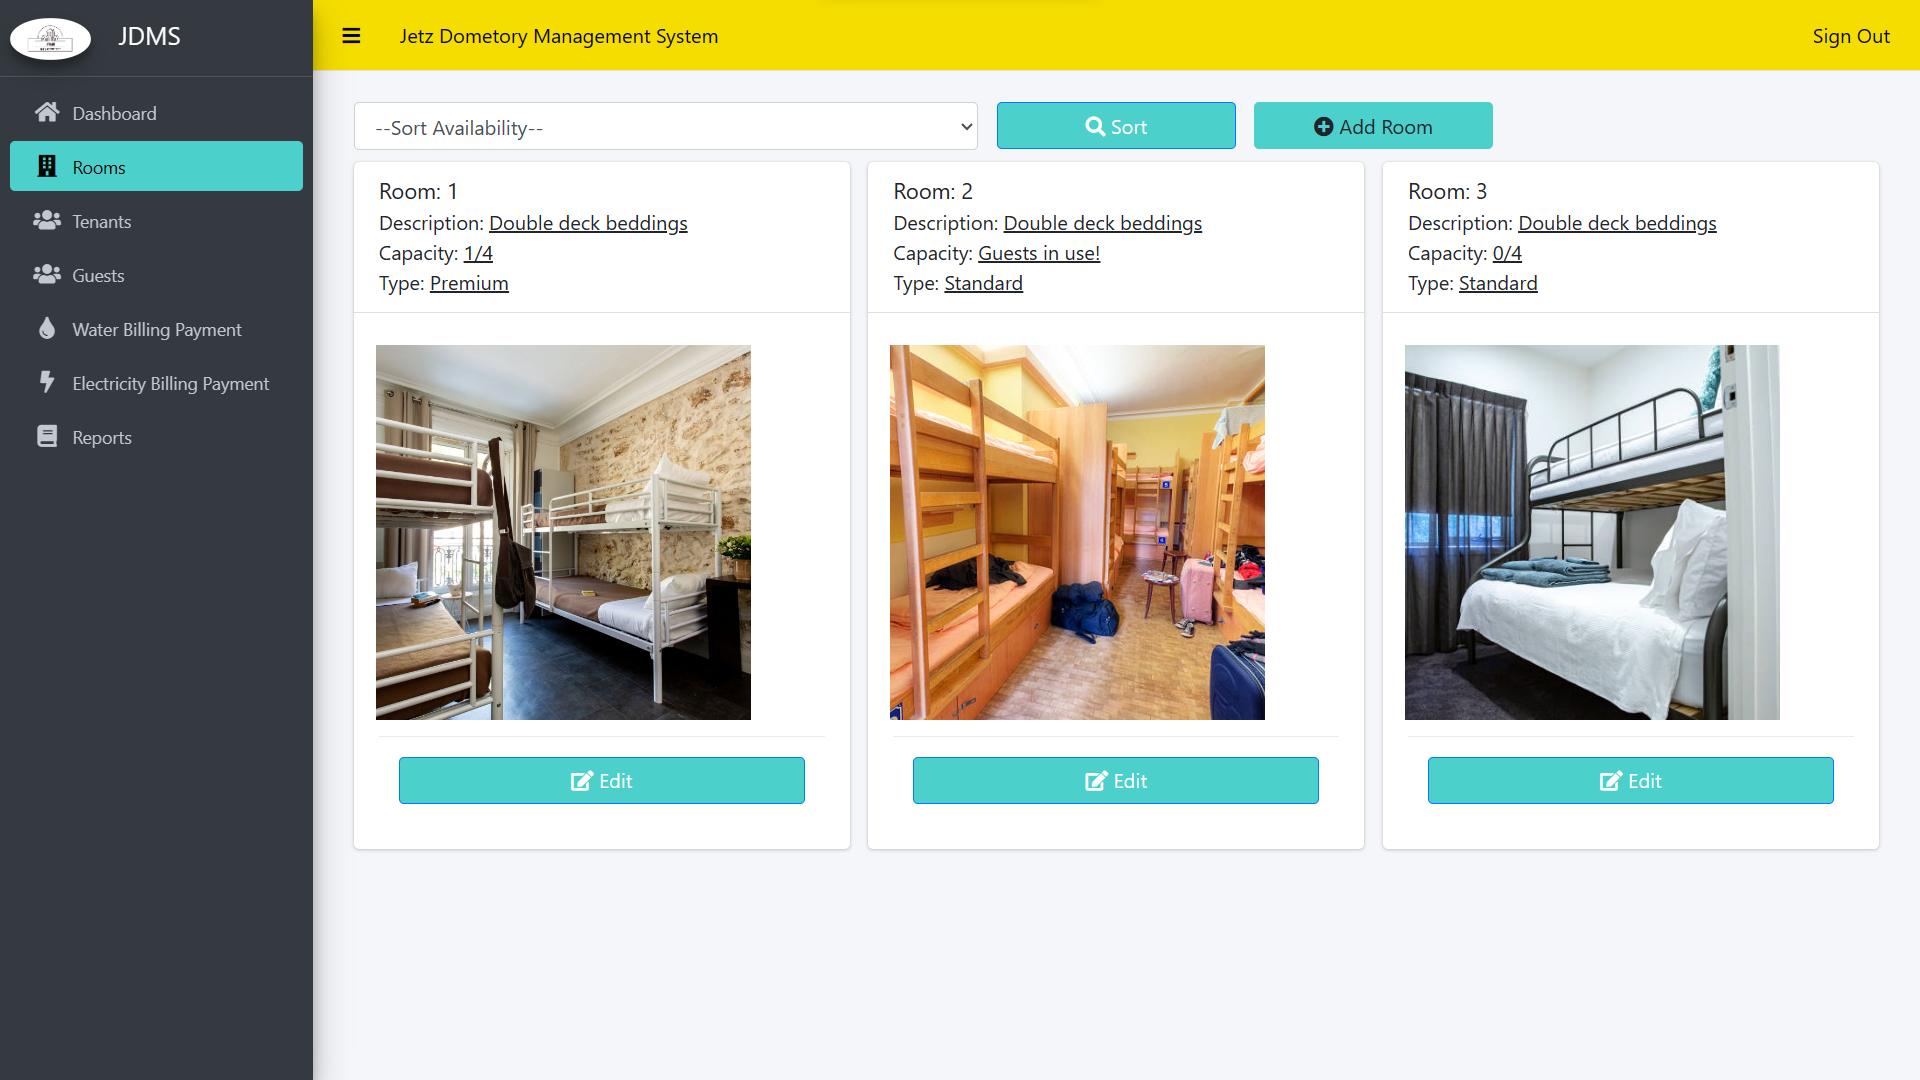 JDMS
Jetz Dometory Management System
Sign Out
Dashboard
Rooms
Tenants
Guests
Water Billing Payment
Electricity Billing Payment
Reports
--Sort Availability--
Sort
Add Room
Room: 1
Description: Double deck beddings
Capacity: 1/4
Type: Premium
Edit
Room: 2
Description: Double deck beddings
Capacity: Guests in use!
Type: Standard
Edit
Room: 3
Description: Double deck beddings
Capacity: 0/4
Type: Standard
Edit